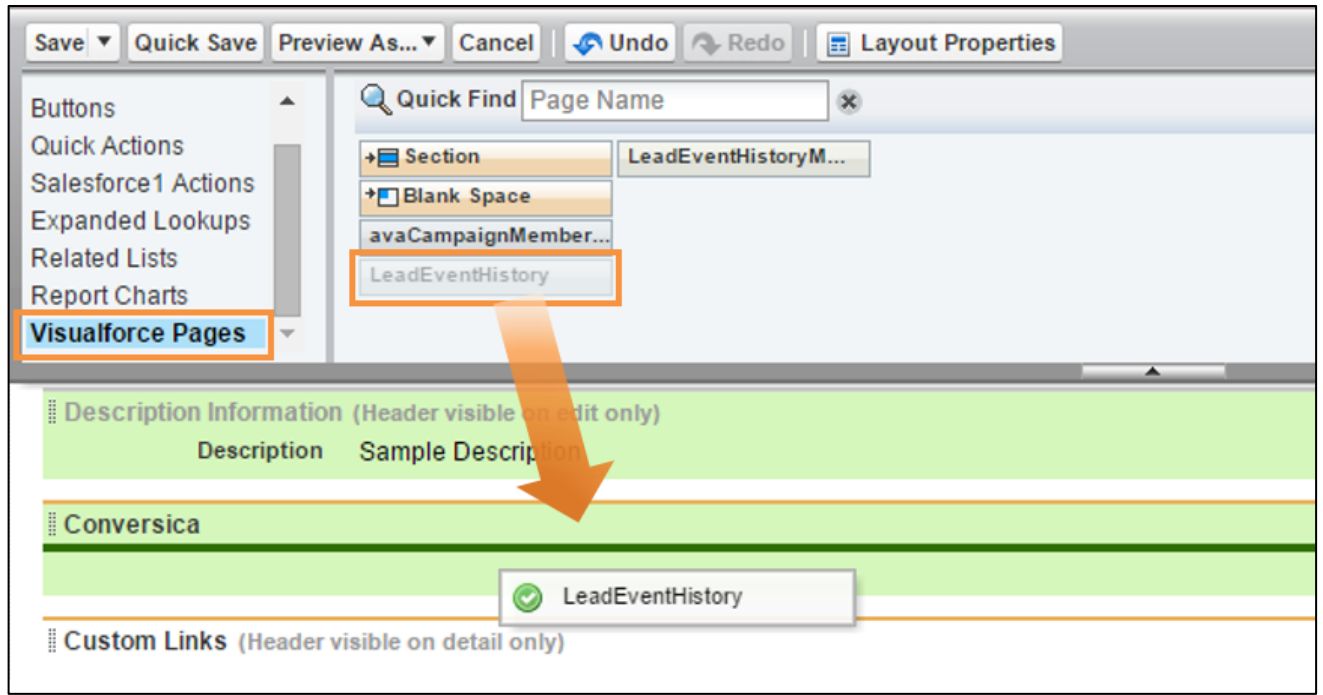 Save Quick Save Preview As... Cancel Undo Redo Layout Properties
Buttons
Quick Actions
Salesforce1 Actions
Expanded Lookups
Related Lists
Report Charts
Visualforce Pages
Quick Find Page Name
Section LeadEventHistoryM...
Blank Space
avaCampaignMember...
LeadEventHistory
Description Information (Header visible on edit only)
Description Sample Description
Conversica
LeadEventHistory
Custom Links (Header visible on detail only)